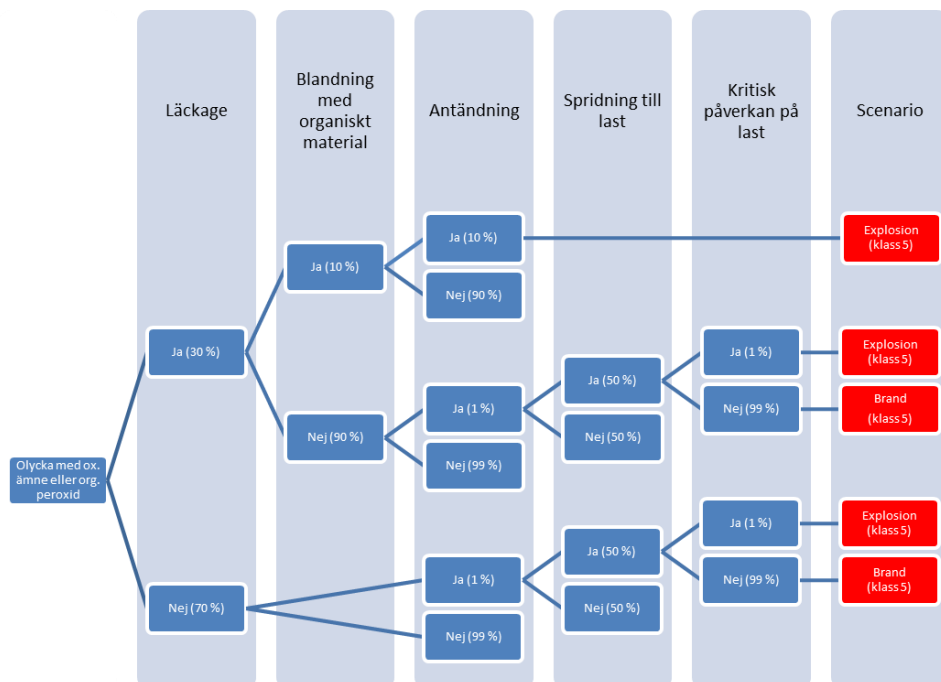 Läckage
Blandning
med
organiskt
material
Antändning
Spridning till
last
Kritisk
påverkan på
last
Scenario
Ja (10 %)
Explosion
(klass 5)
Ja (10 %)
Nej (90 %)
Ja (30 %)
Ja (1 %)
Explosion
(klass 5)
Ja (50 %)
Ja (1 %)
Nej (99 %)
Brand
(klass 5)
Nej (90 %)
Nej (50 %)
Nej (99 %)
Olycka med ox.
ämne eller org.
peroxid
Ja (1 %)
Explosion
(klass 5)
Ja (50 %)
Ja (1 %)
Nej (99 %)
Brand
(klass 5)
Nej (70 %)
Nej (50 %)
Nej (99 %)